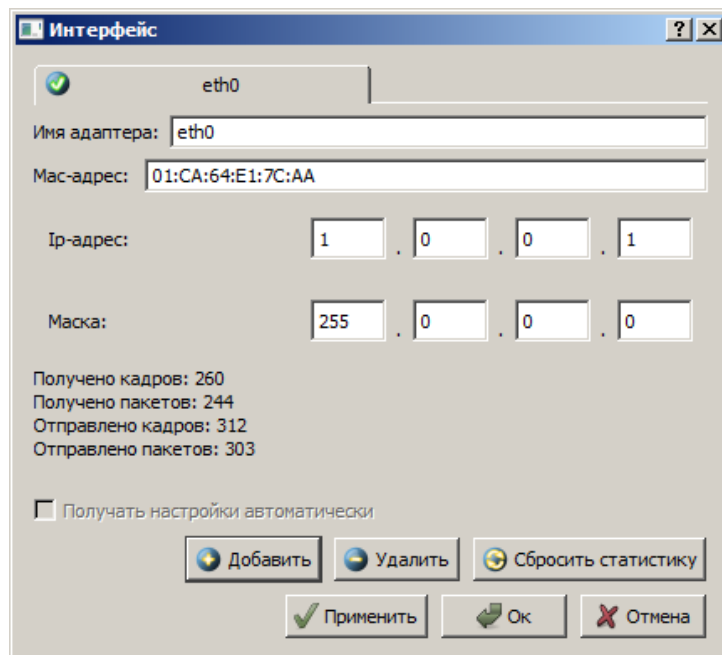 Интерфейс
eth0
Имя адаптера: eth0
Mac-адрес: 01:CA:64:E1:7C:AA
Ip-адрес: 1 . 0 . 0 . 1
Маска: 255 . 0 . 0 . 0
Получено кадров: 260
Получено пакетов: 244
Отправлено кадров: 312
Отправлено пакетов: 303
Получать настройки автоматически
Добавить Удалить Сбросить статистику
Применить Ок Отмена